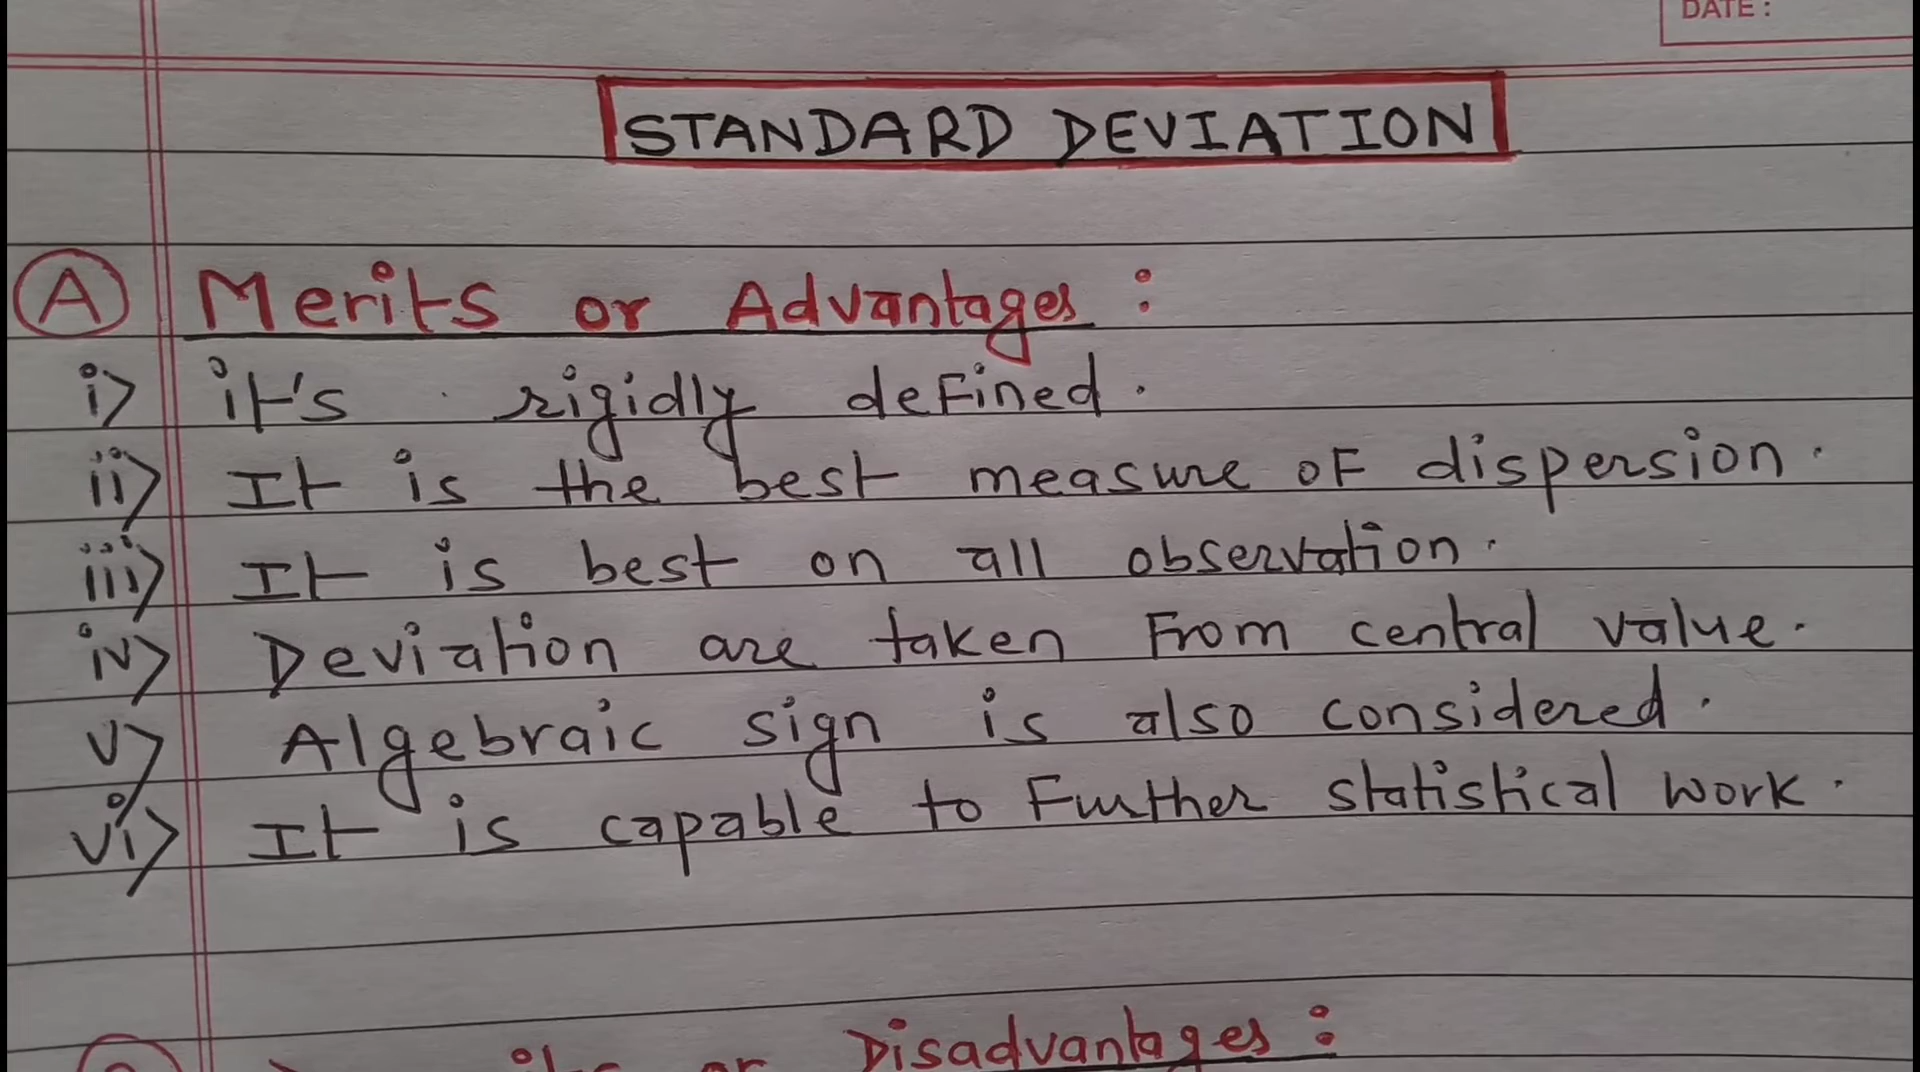 DATE :
STANDARD DEVIATION
A Merits or Advantages :
i) it's rigidly defined.
ii) It is the best measure of dispersion.
iii) It is best on all observation.
iv) Deviation are taken from central value.
v) Algebraic sign is also considered.
vi) It is capable to further statistical work.
or Disadvantages :